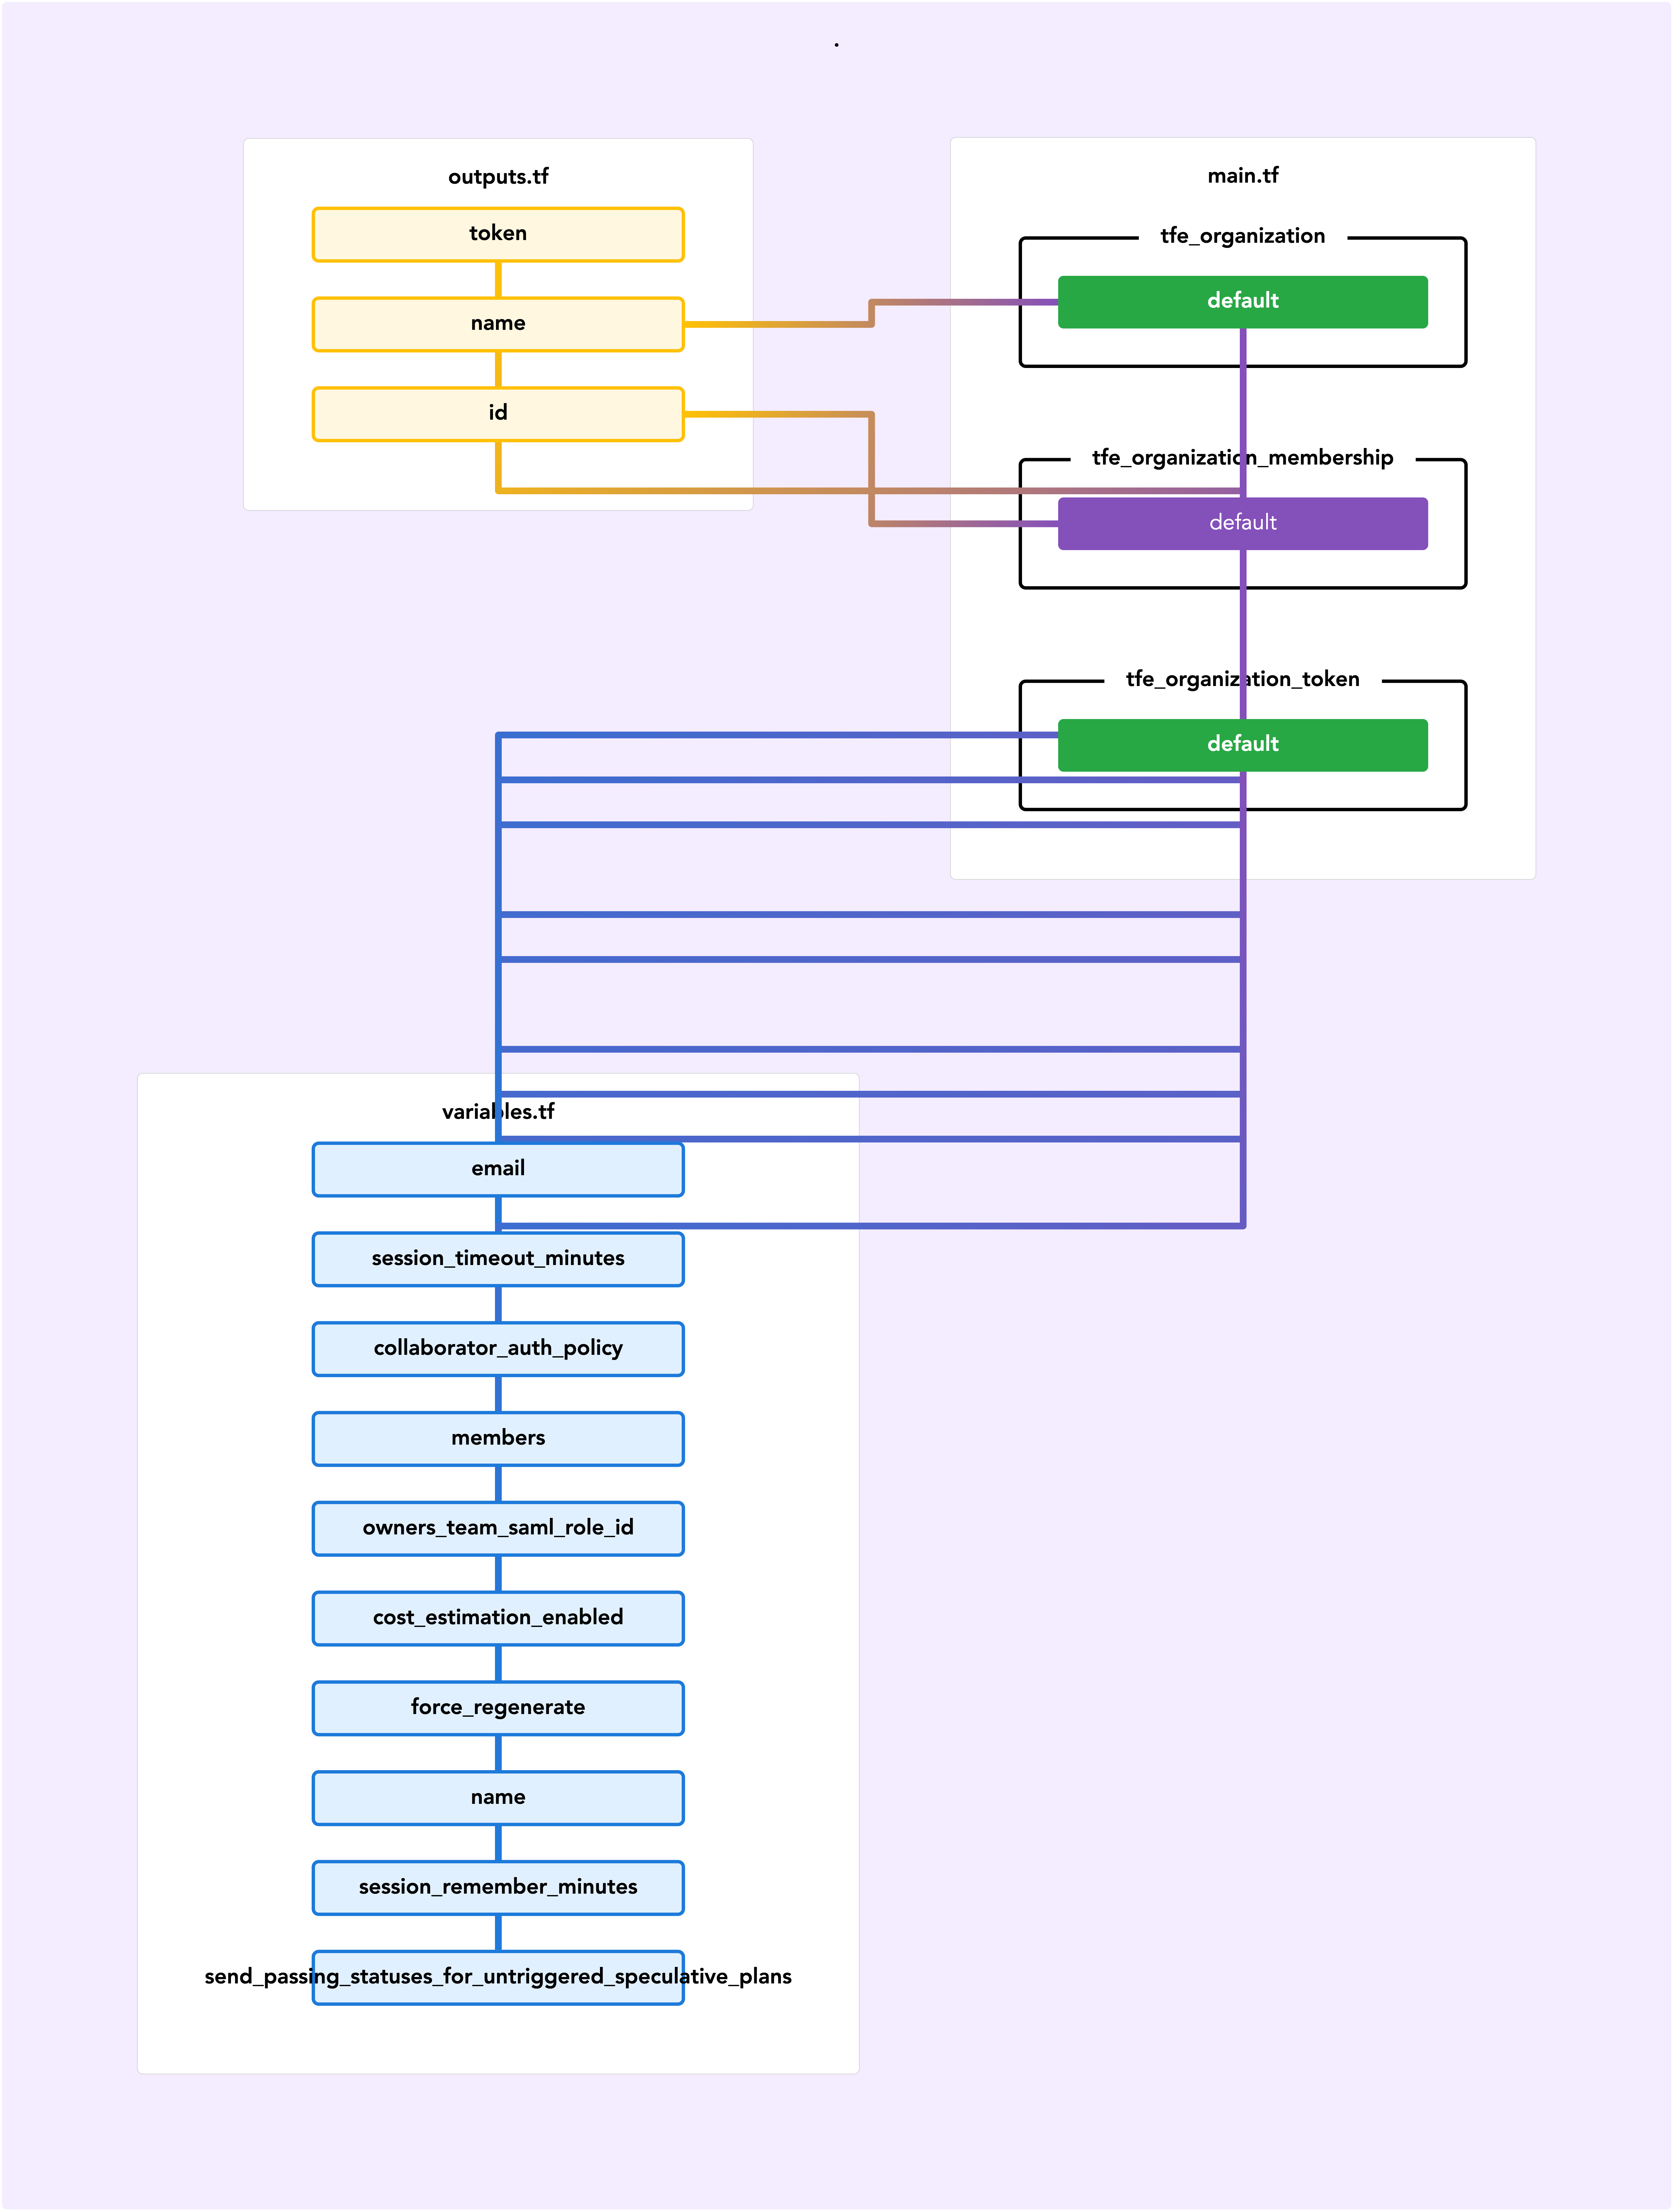 .
outputs.tf
token
name
id
main.tf
tfe_organization
default
tfe_organization_membership
default
tfe_organization_token
default
variables.tf
email
session_timeout_minutes
collaborator_auth_policy
members
owners_team_saml_role_id
cost_estimation_enabled
force_regenerate
name
session_remember_minutes
send_passing_statuses_for_untriggered_speculative_plans